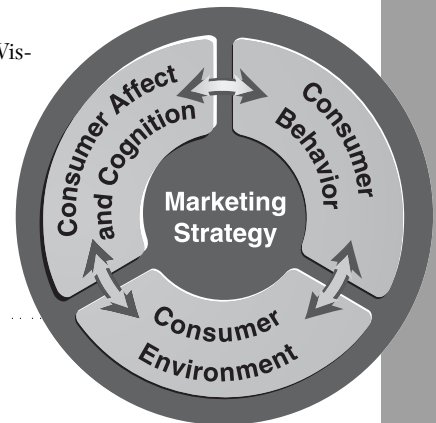 Vis-
Consumer Affect
and Cognition
Consumer
Behavior
Marketing
Strategy
Consumer
Environment